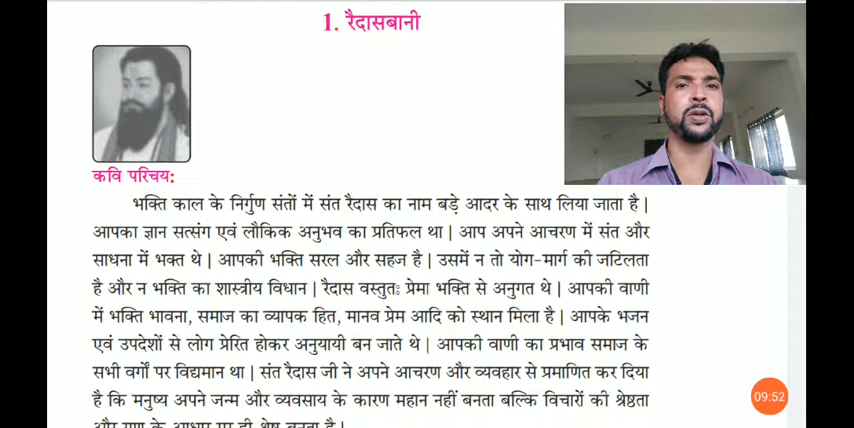 1. रैदासबानी
कवि परिचय:
भक्ति काल के निर्गुण संतों में संत रैदास का नाम बड़े आदर के साथ लिया जाता है |
आपका ज्ञान सत्संग एवं लौकिक अनुभव का प्रतिफल था | आप अपने आचरण में संत और
साधना में भक्त थे | आपकी भक्ति सरल और सहज है | उसमें न तो योग-मार्ग की जटिलता
है और न भक्ति का शास्त्रीय विधान | रैदास वस्तुतः प्रेमा भक्ति से अनुगत थे | आपकी वाणी
में भक्ति भावना, समाज का व्यापक हित, मानव प्रेम आदि को स्थान मिला है | आपके भजन
एवं उपदेशों से लोग प्रेरित होकर अनुयायी बन जाते थे | आपकी वाणी का प्रभाव समाज के
सभी वर्गों पर विद्यमान था | संत रैदास जी ने अपने आचरण और व्यवहार से प्रमाणित कर दिया
है कि मनुष्य अपने जन्म और व्यवसाय के कारण महान नहीं बनता बल्कि विचारों की श्रेष्ठता
09:52